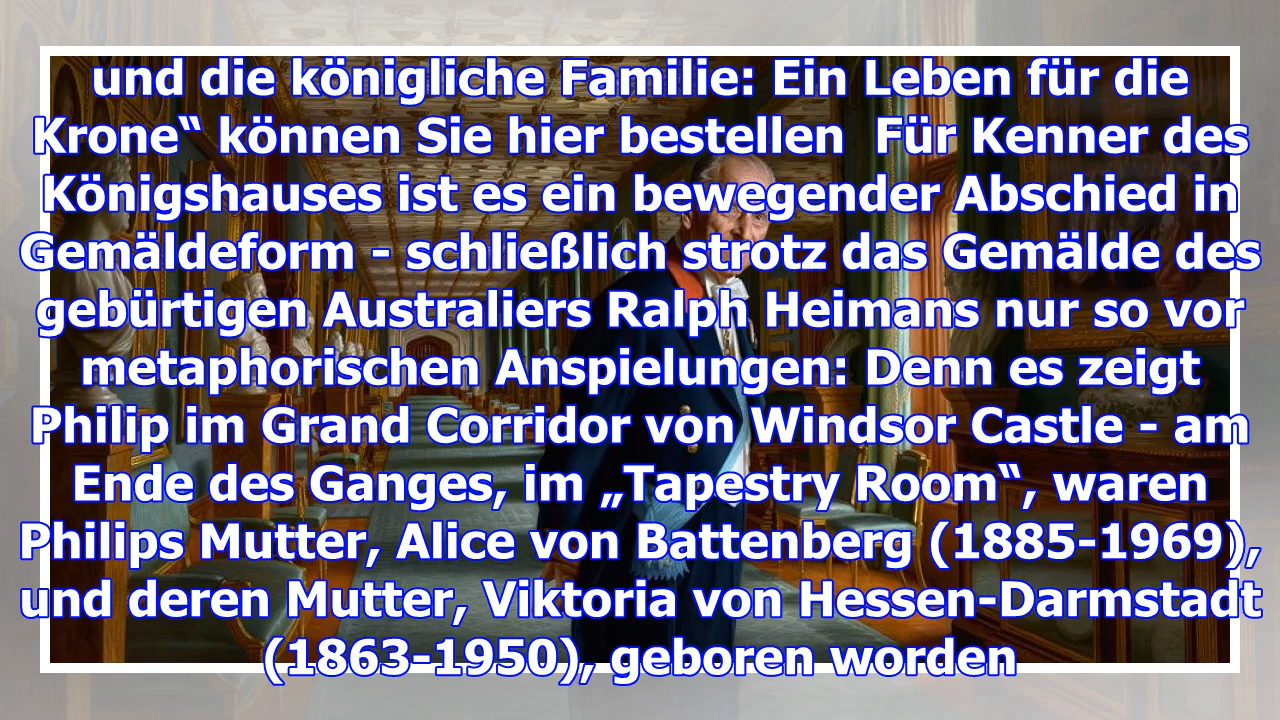 und die königliche Familie: Ein Leben für die
Krone“ können Sie hier bestellen  Für Kenner des
Königshauses ist es ein bewegender Abschied in
Gemäldeform - schließlich strotz das Gemälde des
gebürtigen Australiers Ralph Heimans nur so vor
metaphorischen Anspielungen: Denn es zeigt
Philip im Grand Corridor von Windsor Castle - am
Ende des Ganges, im „Tapestry Room“, waren
Philips Mutter, Alice von Battenberg (1885-1969),
und deren Mutter, Viktoria von Hessen-Darmstadt
(1863-1950), geboren worden